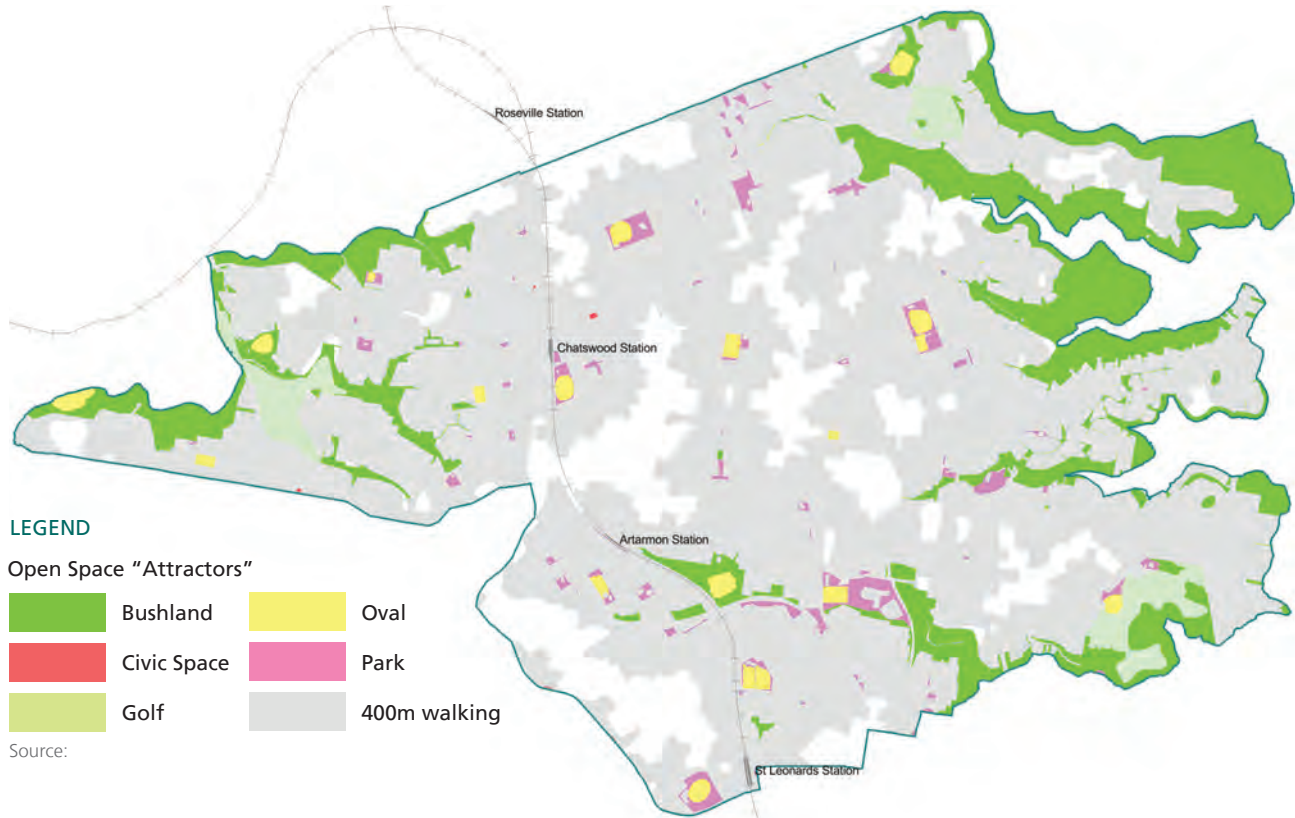 Roseville Station
Chatswood Station
Artarmon Station
St Leonards Station
LEGEND
Open Space “Attractors”
Bushland
Oval
Civic Space
Park
Golf
400m walking
Source: